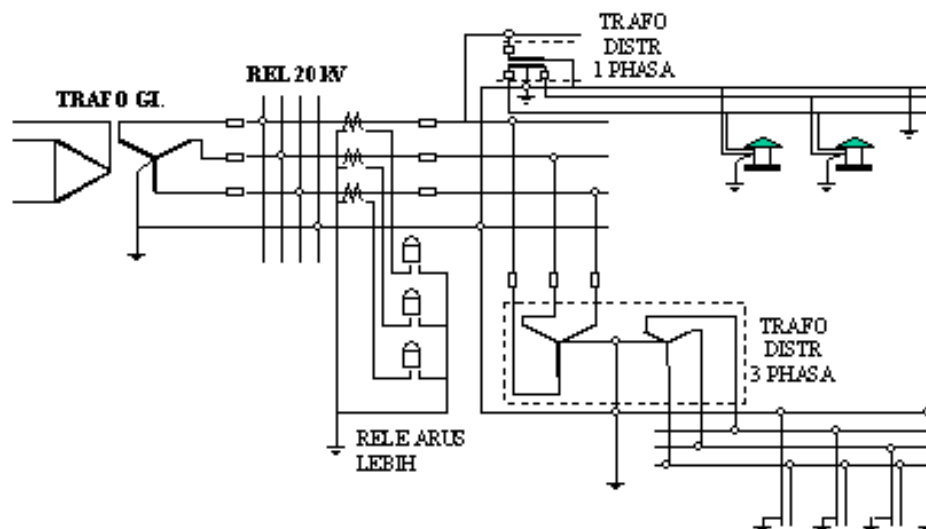 TRAFO
DISTR
1 PHASA
REL 20 KV
TRAFO GI.
TRAFO
DISTR
3 PHASA
RELE ARUS
LEBIH